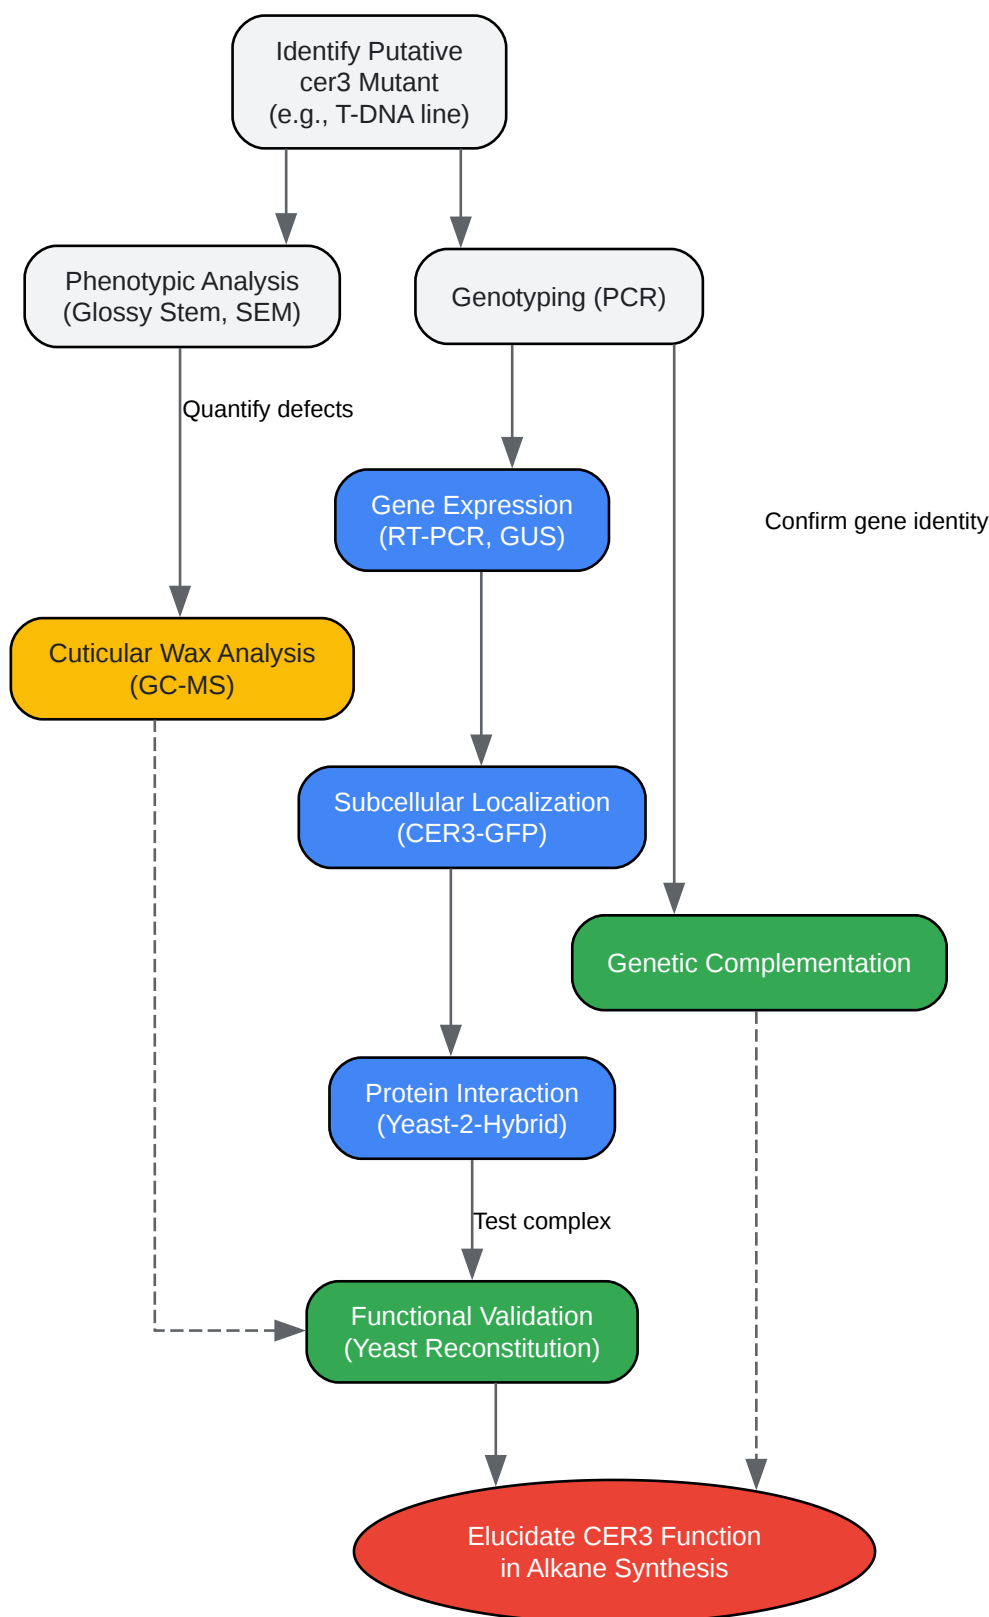 Identify Putative
cer3 Mutant
(e.g., T-DNA line)
Phenotypic Analysis
(Glossy Stem, SEM)
Genotyping (PCR)
Quantify defects
Gene Expression
(RT-PCR, GUS)
Confirm gene identity
Cuticular Wax Analysis
(GC-MS)
Subcellular Localization
(CER3-GFP)
Genetic Complementation
Protein Interaction
(Yeast-2-Hybrid)
Test complex
Functional Validation
(Yeast Reconstitution)
Elucidate CER3 Function
in Alkane Synthesis